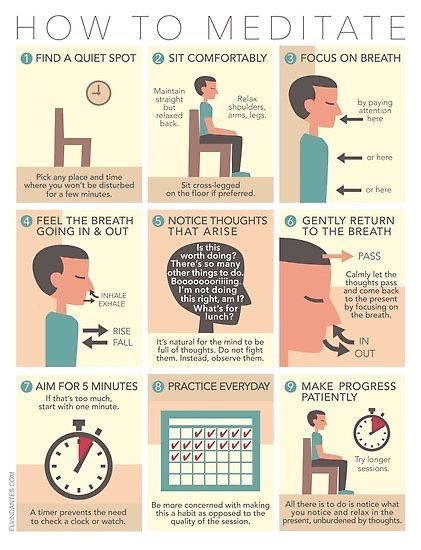 HOW TO MEDITATE
1 FIND A QUIET SPOT
Pick any place and time
where you won't be disturbed
for a few minutes.
2 SIT COMFORTABLY
Maintain
straight
but
relaxed
back.
Relax
shoulders,
arms, legs.
Sit cross-legged
on the floor if preferred.
3 FOCUS ON BREATH
by paying
attention
here
or here
or here
4 FEEL THE BREATH
GOING IN & OUT
INHALE
EXHALE
RISE
FALL
5 NOTICE THOUGHTS
THAT ARISE
Is this
worth doing?
There's so many
other things to do.
Booooooooriiiing.
I'm not doing
this right, am I?
What's for
lunch?
It's natural for the mind to be
full of thoughts. Do not fight
them. Instead, observe them.
6 GENTLY RETURN
TO THE BREATH
PASS
Calmly let the
thoughts pass
and come back
to the present
by focusing on
the breath.
IN
OUT
7 AIM FOR 5 MINUTES
If that's too much,
start with one minute.
A timer prevents the need
to check a clock or watch.
8 PRACTICE EVERYDAY
Be more concerned with making
this a habit as opposed to the
quality of the session.
9 MAKE PROGRESS
PATIENTLY
Try longer
sessions.
All there is to do is notice what
you notice and relax in the
present, unburdened by thoughts.
ELVINDANTES.COM